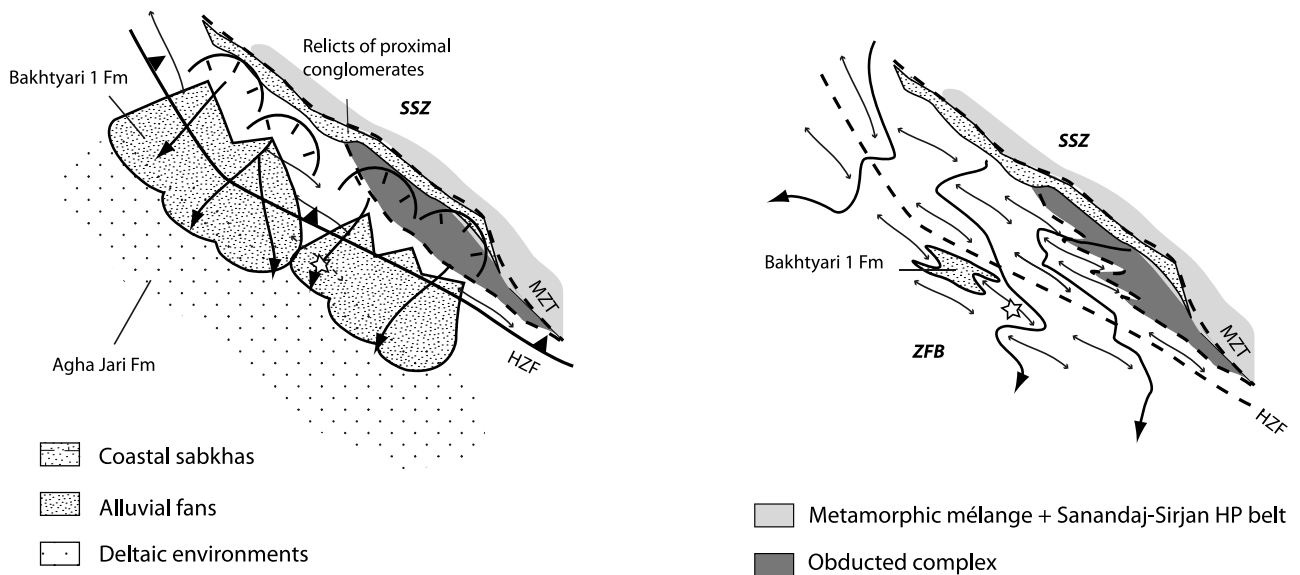 Relicts of proximal
conglomerates
Bakhtyari 1 Fm
SSZ
MZT
HZF
Agha Jari Fm
Coastal sabkhas
Alluvial fans
Deltaic environments
SSZ
Bakhtyari 1 Fm
ZFB
MZT
HZF
Metamorphic mélange + Sanandaj-Sirjan HP belt
Obducted complex